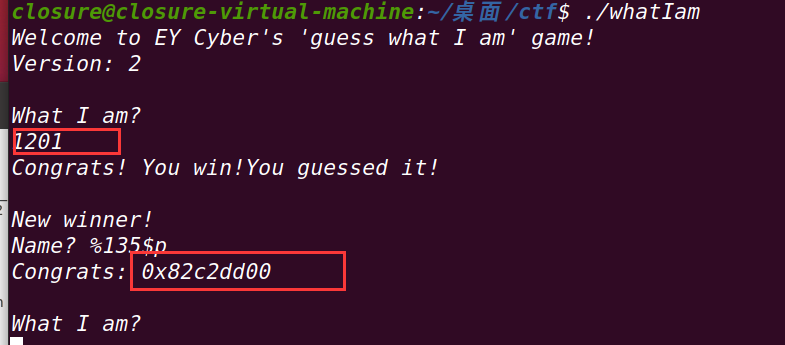 closure@closure-virtual-machine:~/桌面/ctf$ ./whatIam
Welcome to EY Cyber's 'guess what I am' game!
Version: 2
What I am?
1201
Congrats! You win!You guessed it!
New winner!
Name? %135$p
Congrats: 0x82c2dd00
What I am?